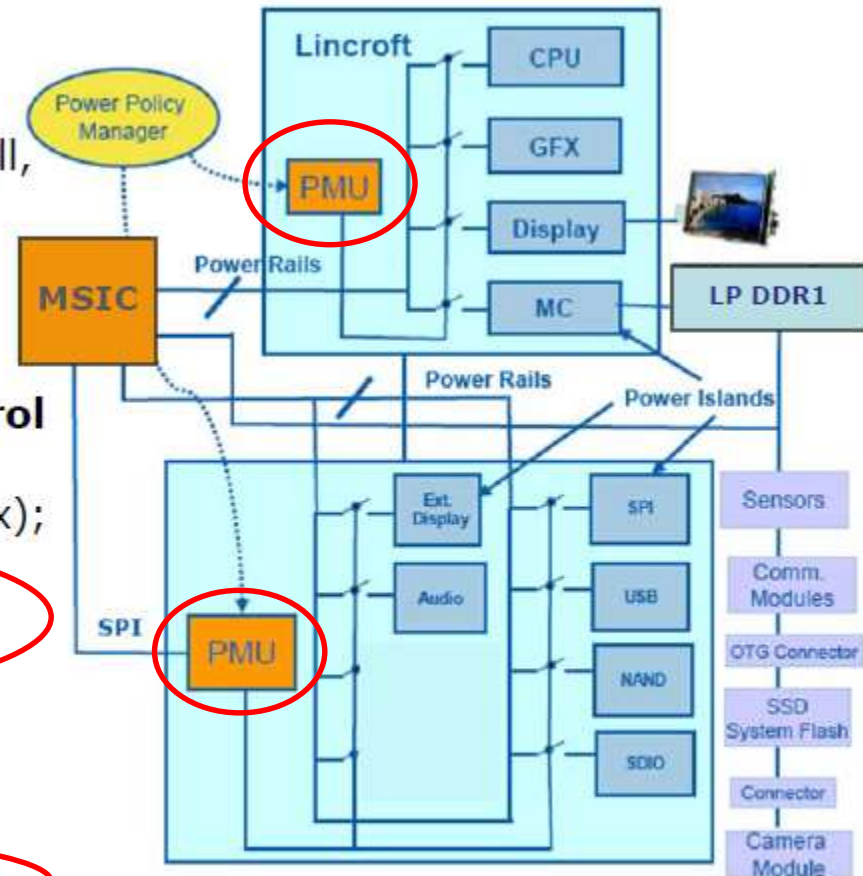 Lincroft
CPU
Power Policy
Manager
ll,
GFX
PMU
Display
Power Rails
MSIC
MC
LP DDR1
Power Rails
Power Islands
rol
Ext.
Display
SPI
Sensors
x);
Audio
USB
Comm.
Modules
SPI
PMU
OTG Connector
NAND
SSD
System Flash
SDIO
Connector
Camera
Module